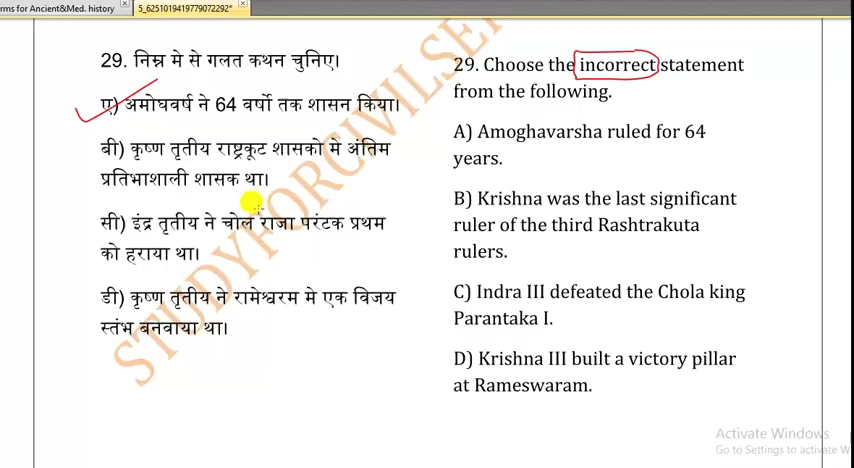 rms for Ancient&Med. history
5_6251019419779072292*
29. निम्न मे से गलत कथन चुनिए।
ए) अमोघवर्ष ने 64 वर्षो तक शासन किया।
बी) कृष्ण तृतीय राष्ट्रकूट शासको मे अंतिम
प्रतिभाशाली शासक था।
सी) इंद्र तृतीय ने चोल राजा परंटक प्रथम
को हराया था।
डी) कृष्ण तृतीय ने रामेश्वरम मे एक विजय
स्तंभ बनवाया था।
29. Choose the incorrect statement
from the following.
A) Amoghavarsha ruled for 64
years.
B) Krishna was the last significant
ruler of the third Rashtrakuta
rulers.
C) Indra III defeated the Chola king
Parantaka I.
D) Krishna III built a victory pillar
at Rameswaram.
STUDYFORCIVILSER
Activate Windows
Go to Settings to activate W